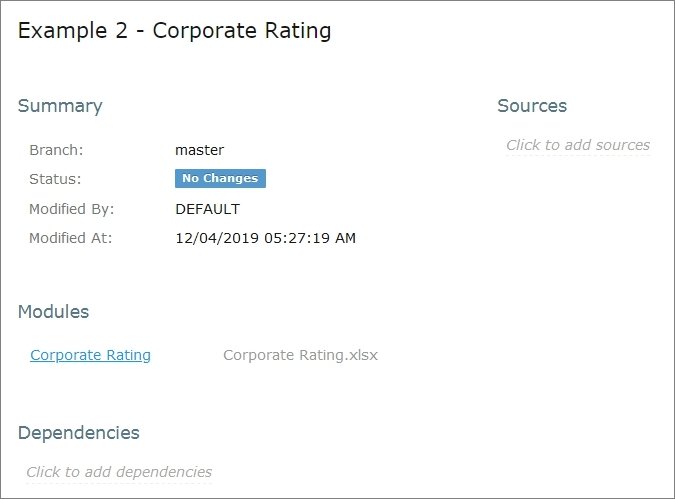 Example 2 - Corporate Rating
Summary
Branch: master
Status: No Changes
Modified By: DEFAULT
Modified At: 12/04/2019 05:27:19 AM
Sources
Click to add sources
Modules
Corporate Rating Corporate Rating.xlsx
Dependencies
Click to add dependencies